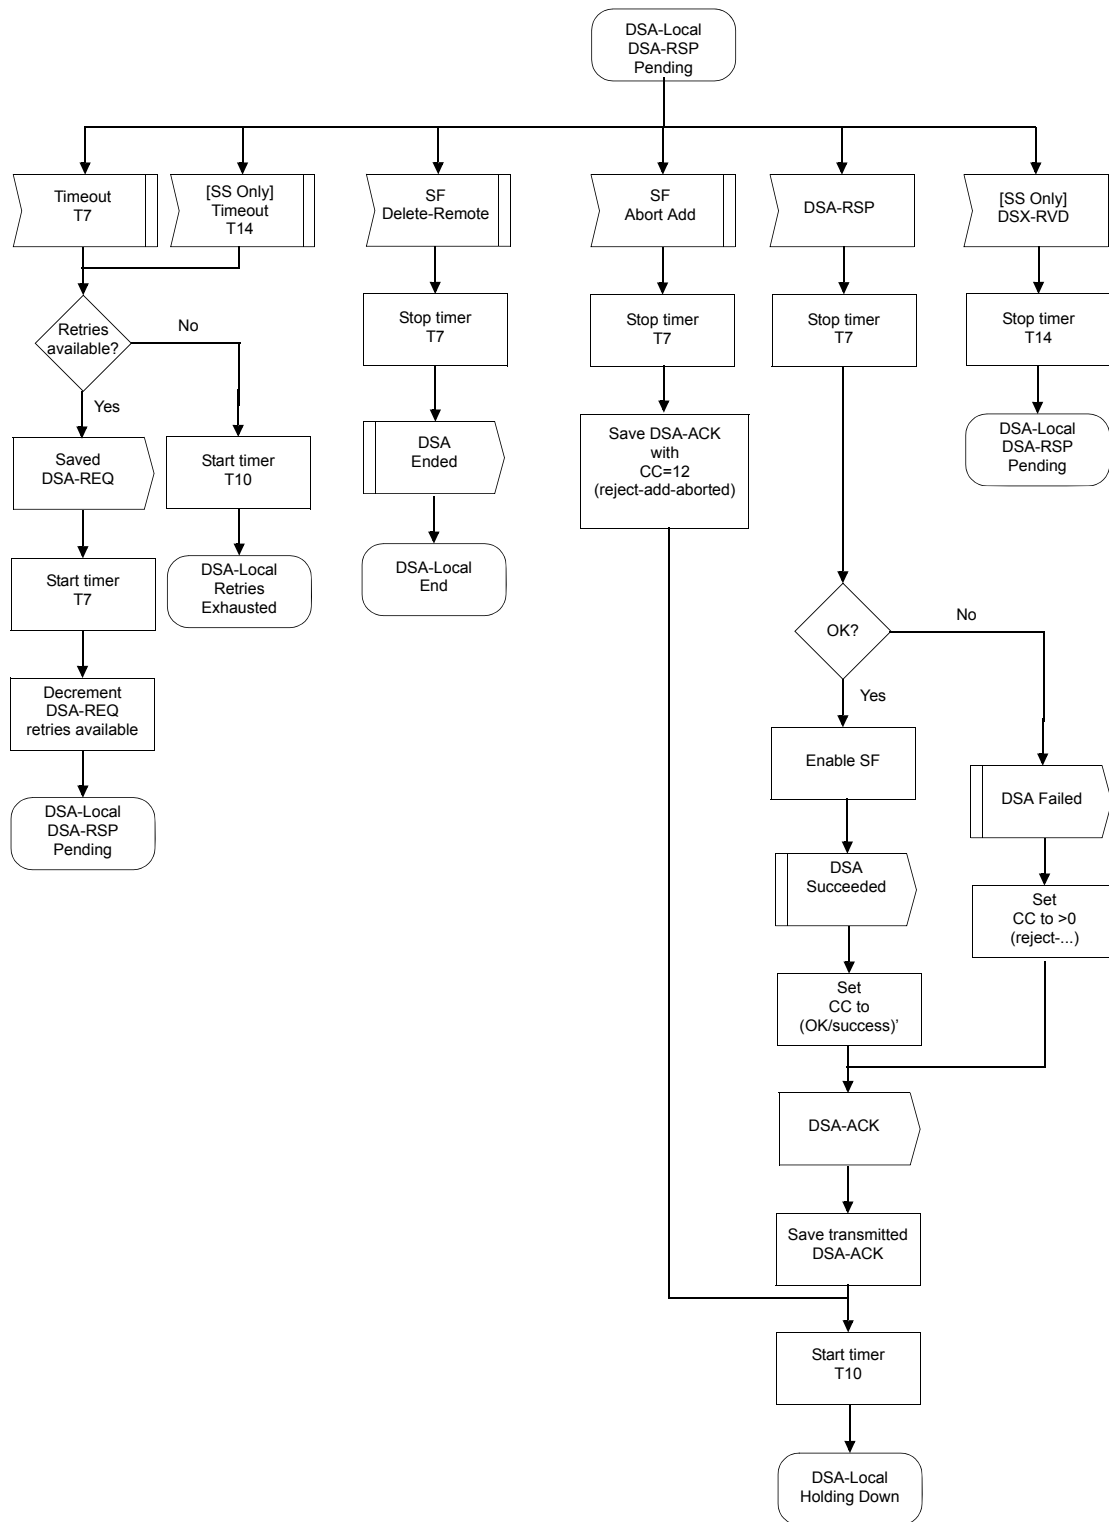 DSA-Local
DSA-RSP
Pending
Timeout
T7
[SS Only]
Timeout
T14
SF
Delete-Remote
SF
Abort Add
DSA-RSP
[SS Only]
DSX-RVD
Retries
available?
No
Yes
Stop timer
T7
Stop timer
T7
Stop timer
T7
Stop timer
T14
Saved
DSA-REQ
Start timer
T10
DSA
Ended
Save DSA-ACK
with
CC=12
(reject-add-aborted)
DSA-Local
DSA-RSP
Pending
Start timer
T7
DSA-Local
Retries
Exhausted
DSA-Local
End
OK?
No
Yes
Decrement
DSA-REQ
retries available
Enable SF
DSA Failed
DSA-Local
DSA-RSP
Pending
DSA
Succeeded
Set
CC to >0
(reject-...)
Set
CC to
(OK/success)’
DSA-ACK
Save transmitted
DSA-ACK
Start timer
T10
DSA-Local
Holding Down